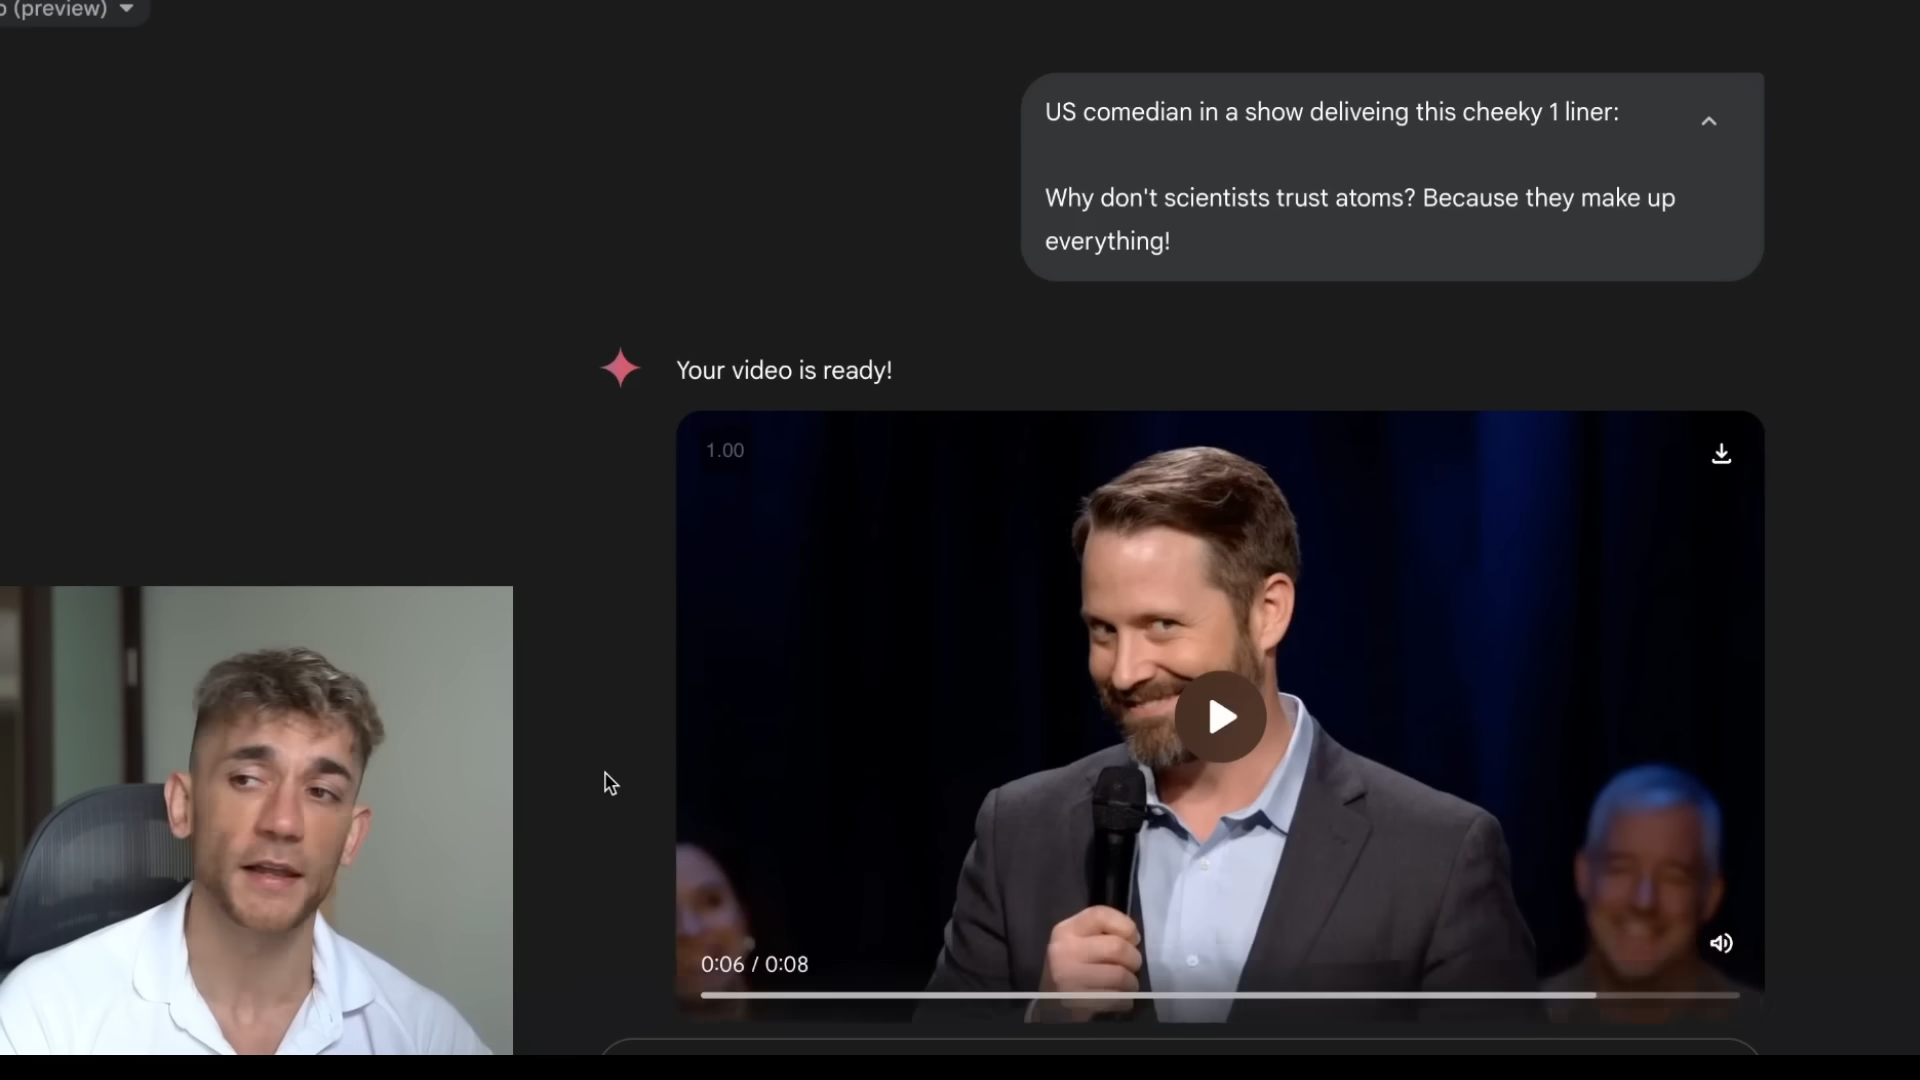 (preview)
US comedian in a show deliveing this cheeky 1 liner:
Why don't scientists trust atoms? Because they make up
everything!
Your video is ready!
1.00
0:06 / 0:08